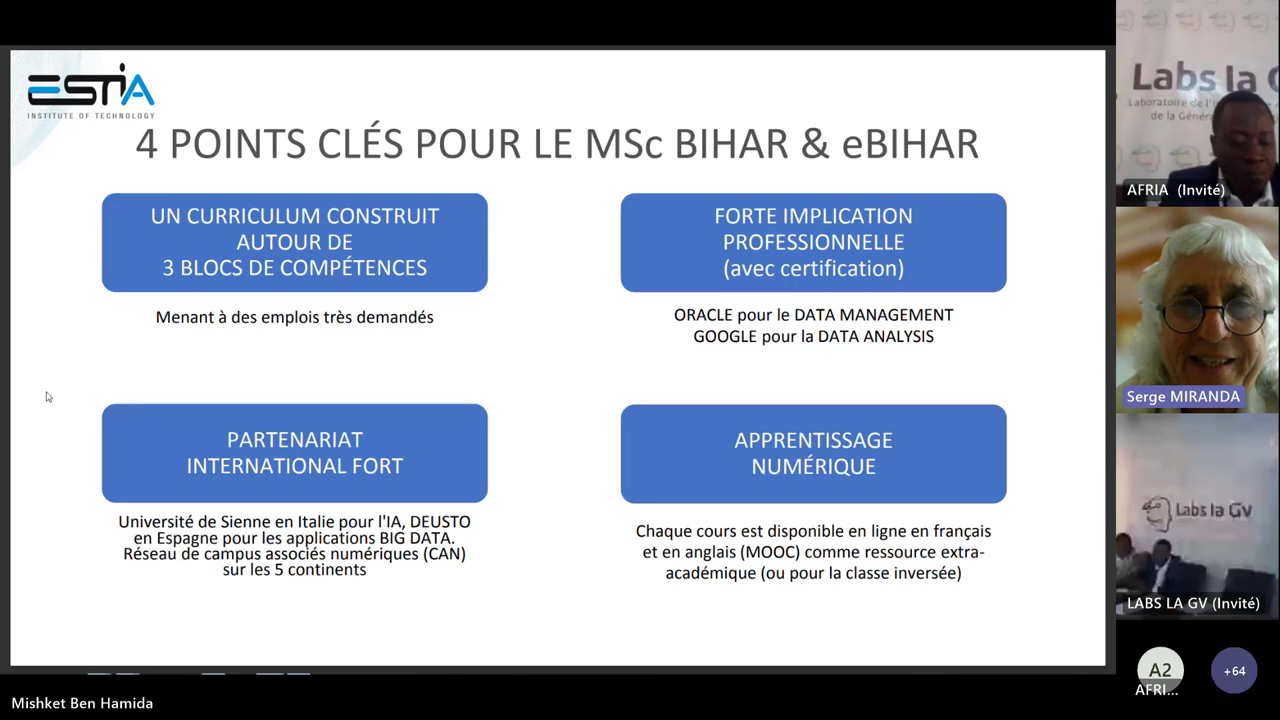 ESTIA
INSTITUTE OF TECHNOLOGY
4 POINTS CLÉS POUR LE MSc BIHAR & eBIHAR
UN CURRICULUM CONSTRUIT
AUTOUR DE
3 BLOCS DE COMPÉTENCES
Menant à des emplois très demandés
FORTE IMPLICATION
PROFESSIONNELLE
(avec certification)
ORACLE pour le DATA MANAGEMENT
GOOGLE pour la DATA ANALYSIS
PARTENARIAT
INTERNATIONAL FORT
Université de Sienne en Italie pour l'IA, DEUSTO
en Espagne pour les applications BIG DATA.
Réseau de campus associés numériques (CAN)
sur les 5 continents
APPRENTISSAGE
NUMÉRIQUE
Chaque cours est disponible en ligne en français
et en anglais (MOOC) comme ressource extra-
académique (ou pour la classe inversée)
Labs la G
Laboratoire de l'i
de la Général
AFRIA (Invité)
Serge MIRANDA
Labs la GV
LABS LA GV (Invité)
A2
AFRI...
+64
Mishket Ben Hamida